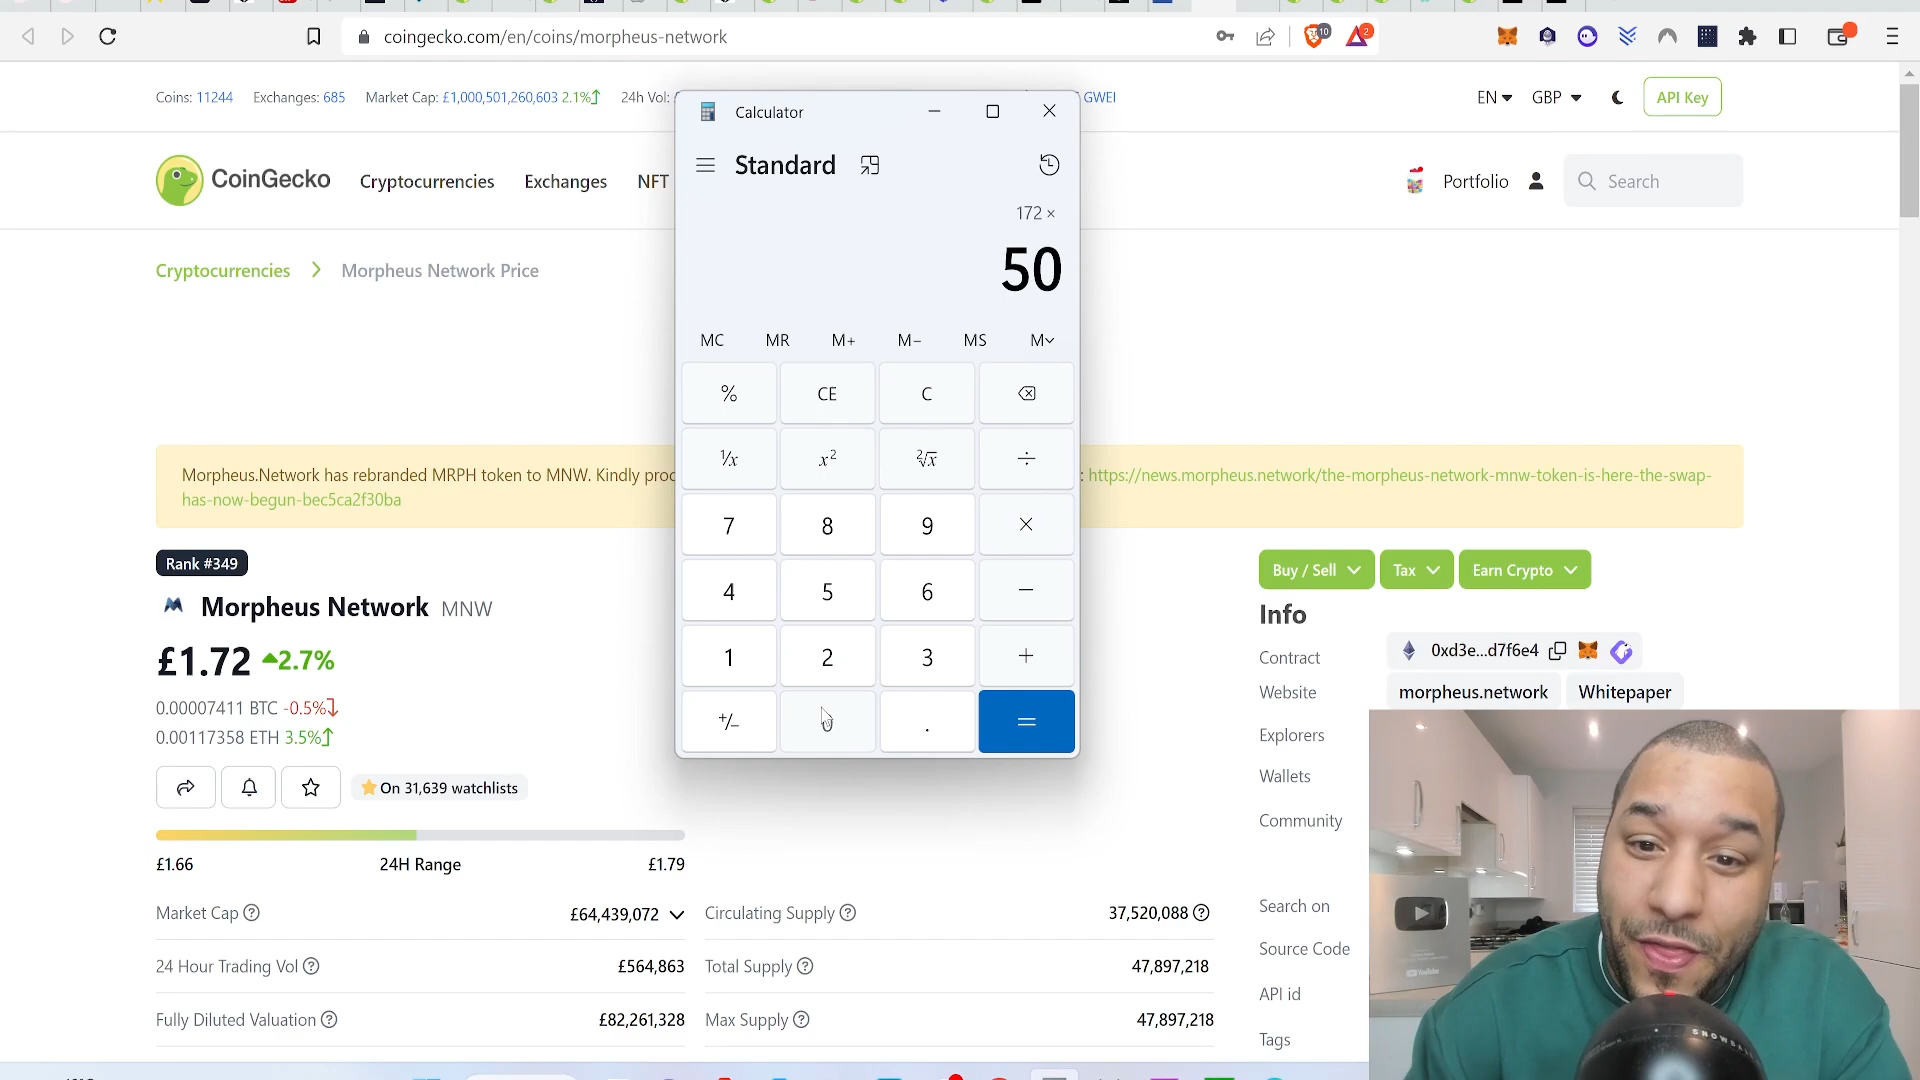 coingecko.com/en/coins/morpheus-network
10
2
Coins: 11244 Exchanges: 685 Market Cap: £1,000,501,260,603 2.1% 24h Vol:
GWEI
EN GBP API Key
CoinGecko
Cryptocurrencies Exchanges NFT
Portfolio Search
Cryptocurrencies Morpheus Network Price
Calculator
Standard
172 ×
50
MC MR M+ M− MS M
% CE C
1/x x² ²√x ÷
7 8 9 ×
4 5 6 −
1 2 3 +
+/− . =
Morpheus.Network has rebranded MRPH token to MNW. Kindly
: https://news.morpheus.network/the-morpheus-network-mnw-token-is-here-the-swap-
has-now-begun-bec5ca2f30ba
Rank #349
Morpheus Network MNW
£1.72 2.7%
0.00007411 BTC -0.5%
0.00117358 ETH 3.5%
On 31,639 watchlists
£1.66 24H Range £1.79
Market Cap £64,439,072
24 Hour Trading Vol £564,863
Fully Diluted Valuation £82,261,328
Circulating Supply 37,520,088
Total Supply 47,897,218
Max Supply 47,897,218
Buy / Sell Tax Earn Crypto
Info
Contract 0xd3e...d7f6e4
Website morpheus.network Whitepaper
Explorers
Wallets
Community
Search on
Source Code
API id
Tags
YouTube